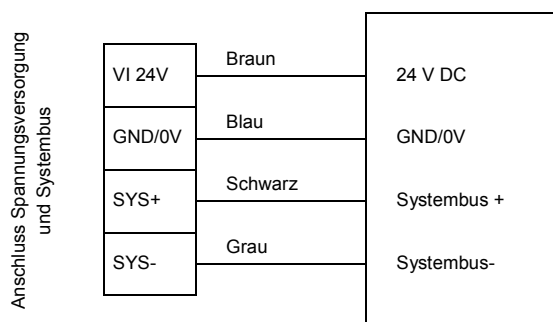 Anschluss Spannungsversorgung
und Systembus
VI 24V Braun 24 V DC
GND/0V Blau GND/0V
SYS+ Schwarz Systembus +
SYS- Grau Systembus-